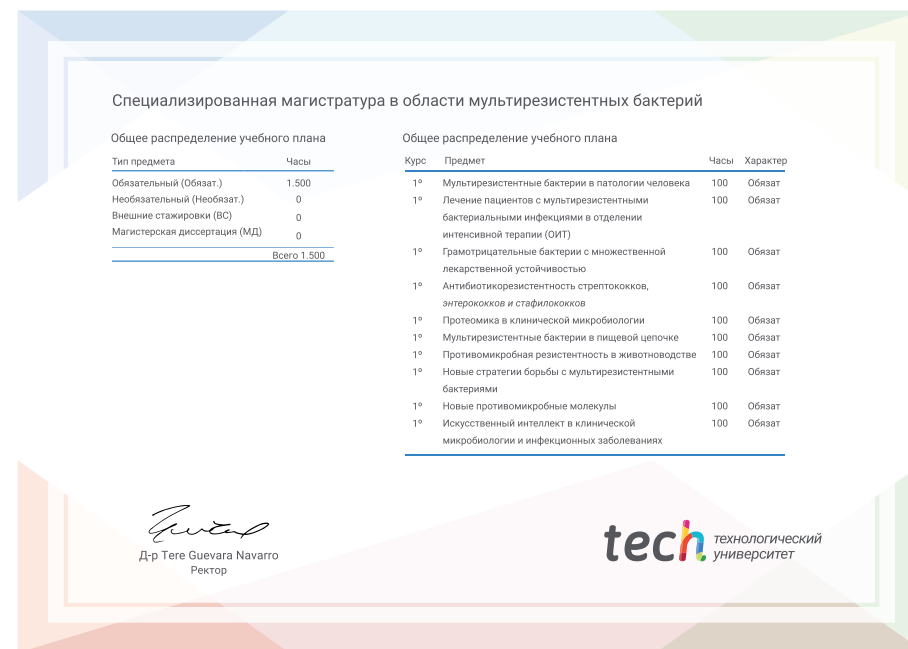 Специализированная магистратура в области мультирезистентных бактерий
Общее распределение учебного плана
Тип предмета Часы
Обязательный (Обязат.) 1.500
Необязательный (Необязат.) 0
Внешние стажировки (ВС) 0
Магистерская диссертация (МД) 0
Всего 1.500
Общее распределение учебного плана
Курс Предмет Часы Характер
1º Мультирезистентные бактерии в патологии человека 100 Обязат
1º Лечение пациентов с мультирезистентными 100 Обязат
бактериальными инфекциями в отделении
интенсивной терапии (ОИТ)
1º Грамотрицательные бактерии с множественной 100 Обязат
лекарственной устойчивостью
1º Антибиотикорезистентность стрептококков, 100 Обязат
энтерококков и стафилококков
1º Протеомика в клинической микробиологии 100 Обязат
1º Мультирезистентные бактерии в пищевой цепочке 100 Обязат
1º Противомикробная резистентность в животноводстве 100 Обязат
1º Новые стратегии борьбы с мультирезистентными 100 Обязат
бактериями
1º Новые противомикробные молекулы 100 Обязат
1º Искусственный интеллект в клинической 100 Обязат
микробиологии и инфекционных заболеваниях
Д-р Tere Guevara Navarro
Ректор
tech технологический
университет